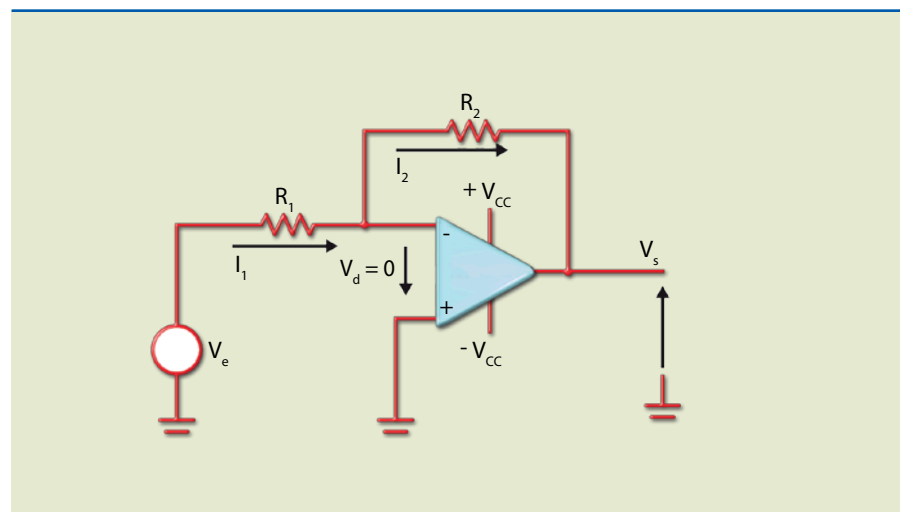 R2
I2
+ VCC
R1
-
I1
Vd = 0
Vs
+
Ve
- VCC